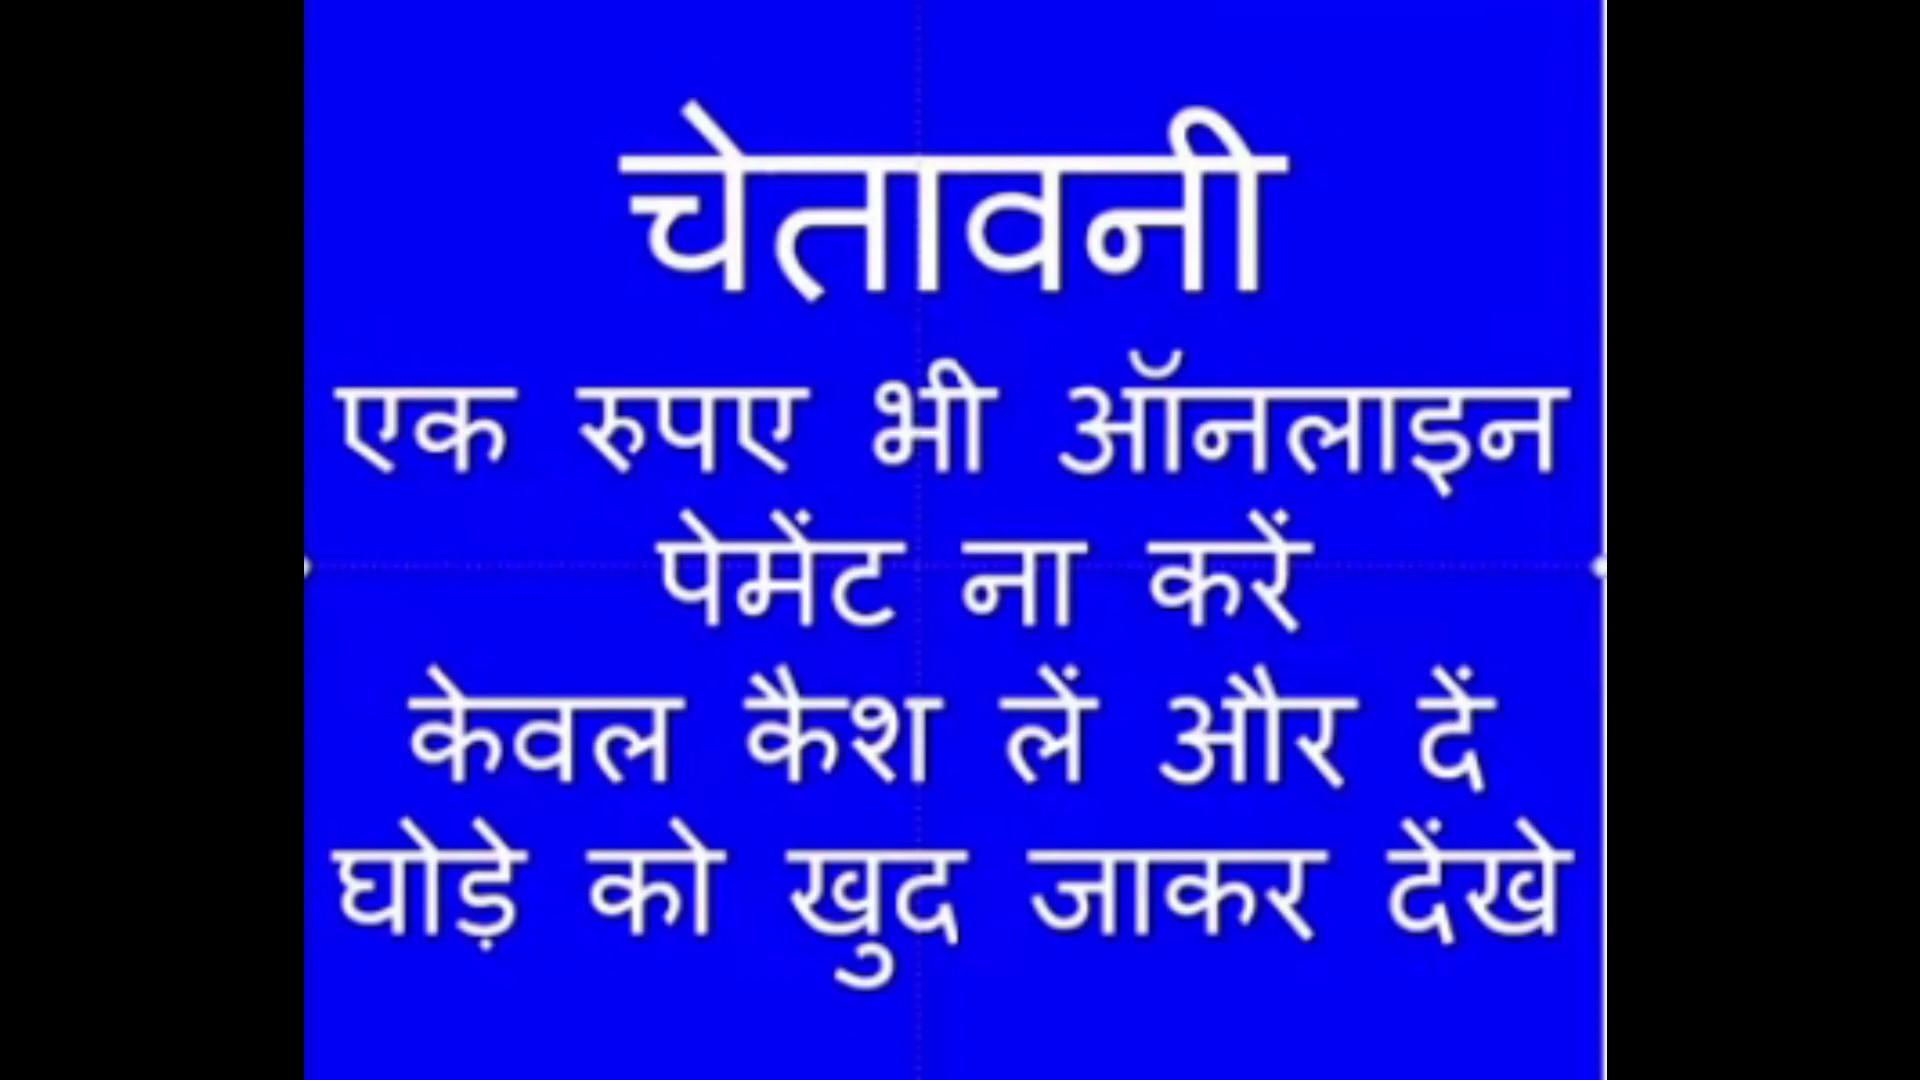 चेतावनी
एक रुपए भी ऑनलाइन
पेमेंट ना करें
केवल कैश लें और दें
घोड़े को खुद जाकर देंखे